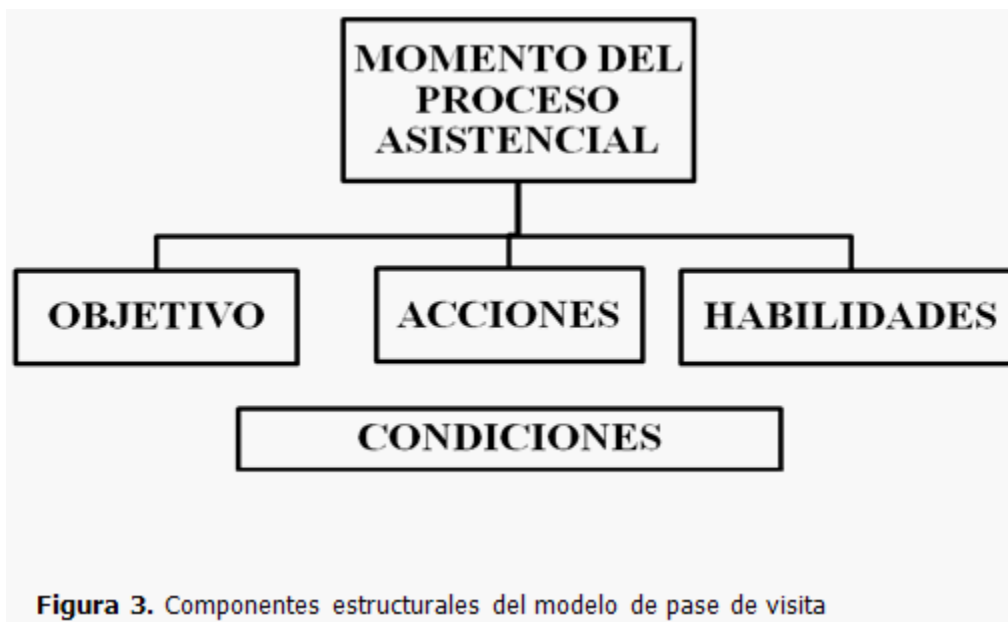 MOMENTO DEL
PROCESO
ASISTENCIAL
OBJETIVO
ACCIONES
HABILIDADES
CONDICIONES
Figura 3. Componentes estructurales del modelo de pase de visita